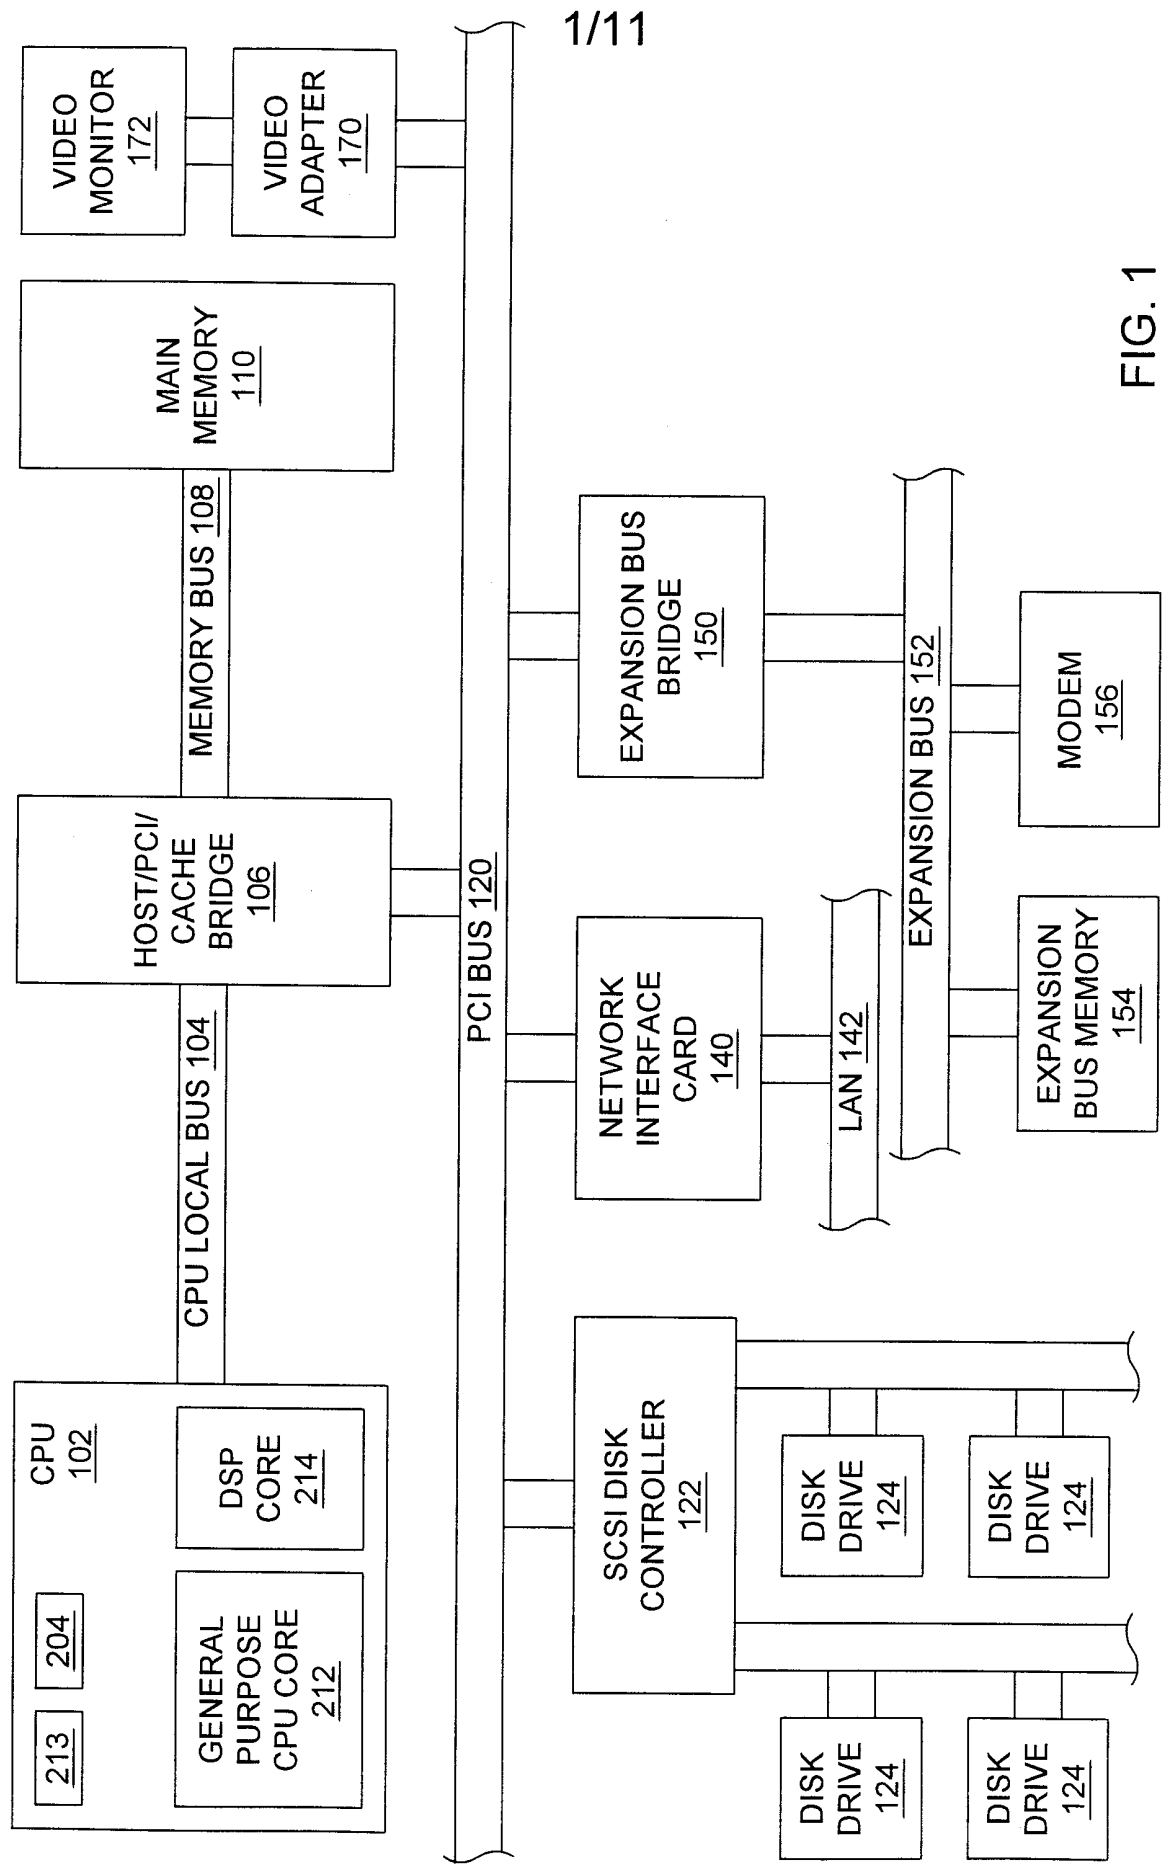 1/11
CPU
102
213
204
GENERAL
PURPOSE
CPU CORE
212
DSP
CORE
214
CPU LOCAL BUS 104
HOST/PCI/
CACHE
BRIDGE
106
MEMORY BUS 108
MAIN
MEMORY
110
VIDEO
MONITOR
172
VIDEO
ADAPTER
170
PCI BUS 120
SCSI DISK
CONTROLLER
122
DISK
DRIVE
124
DISK
DRIVE
124
DISK
DRIVE
124
DISK
DRIVE
124
NETWORK
INTERFACE
CARD
140
LAN 142
EXPANSION BUS
BRIDGE
150
EXPANSION BUS 152
EXPANSION
BUS MEMORY
154
MODEM
156
FIG. 1